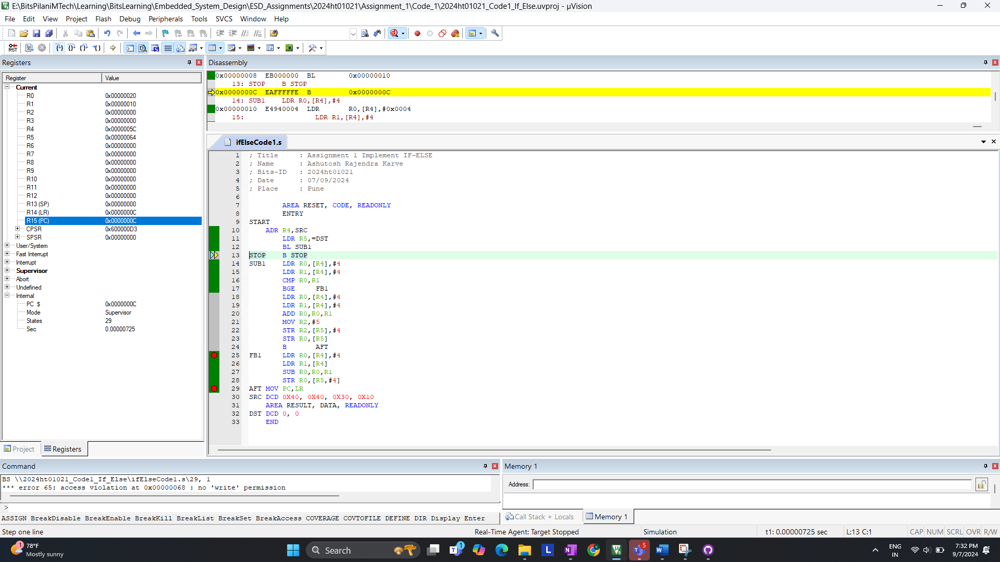 E:\BitsPilaniMTech\Learning\BitsLearning\Embedded_System_Design\ESD_Assignments\2024ht01021\Assignment_1\Code_1\2024ht01021_Code1_If_Else.uvproj - µVision
File Edit View Project Flash Debug Peripherals Tools SVCS Window Help
RST
Registers
Register Value
Current
R0 0x00000020
R1 0x00000010
R2 0x00000000
R3 0x00000000
R4 0x0000005C
R5 0x00000064
R6 0x00000000
R7 0x00000000
R8 0x00000000
R9 0x00000000
R10 0x00000000
R11 0x00000000
R12 0x00000000
R13 (SP) 0x00000000
R14 (LR) 0x0000000C
R15 (PC) 0x0000000C
CPSR 0x600000D3
SPSR 0x00000000
User/System
Fast Interrupt
Interrupt
Supervisor
Abort
Undefined
Internal
PC $ 0x0000000C
Mode Supervisor
States 29
Sec 0.00000725
Project Registers
Disassembly
0x00000008 EB000000 BL 0x00000010
13: STOP B STOP
0x0000000C EAFFFFFE B 0x0000000C
14: SUB1 LDR R0,[R4],#4
0x00000010 E4940004 LDR R0,[R4],#0x0004
15: LDR R1,[R4],#4
ifElseCode1.s
1 ; Title : Assignment 1 Implement IF-ELSE
2 ; Name : Ashutosh Rajendra Karve
3 ; Bits-ID : 2024ht01021
4 ; Date : 07/09/2024
5 ; Place : Pune
6
7 AREA RESET, CODE, READONLY
8 ENTRY
9 START
10 ADR R4,SRC
11 LDR R5,=DST
12 BL SUB1
13 STOP B STOP
14 SUB1 LDR R0,[R4],#4
15 LDR R1,[R4],#4
16 CMP R0,R1
17 BGE FB1
18 LDR R0,[R4],#4
19 LDR R1,[R4],#4
20 ADD R0,R0,R1
21 MOV R2,#5
22 STR R2,[R5],#4
23 STR R0,[R5]
24 B AFT
25 FB1 LDR R0,[R4],#4
26 LDR R1,[R4]
27 SUB R0,R0,R1
28 STR R0,[R5,#4]
29 AFT MOV PC,LR
30 SRC DCD 0X40, 0X40, 0X30, 0X10
31 AREA RESULT, DATA, READONLY
32 DST DCD 0, 0
33 END
Command
BS \\2024ht01021_Code1_If_Else\ifElseCode1.s\29, 1
*** error 65: access violation at 0x00000068 : no 'write' permission
>
ASSIGN BreakDisable BreakEnable BreakKill BreakList BreakSet BreakAccess COVERAGE COVTOFILE DEFINE DIR Display Enter
Memory 1
Address:
Call Stack + Locals Memory 1
Step one line Real-Time Agent: Target Stopped Simulation t1: 0.00000725 sec L:13 C:1 CAP NUM SCRL OVR R/W
1
78°F
Mostly sunny
Search
1
5
ENG
IN
7:32 PM
9/7/2024